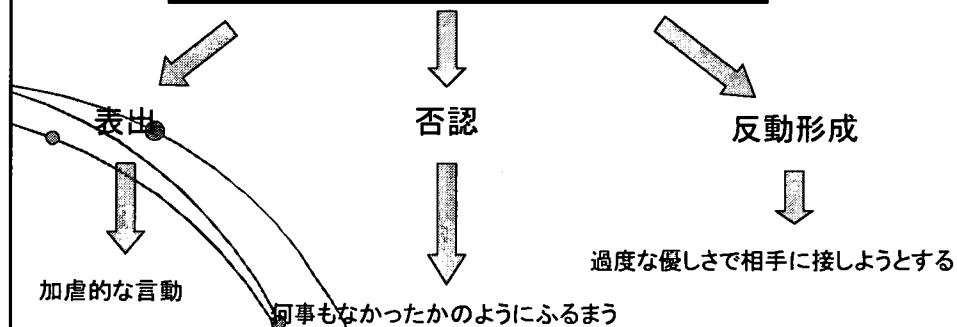 表出
否認
反動形成
加虐的な言動
何事もなかったかのようにふるまう
過度な優しさで相手に接しようとする